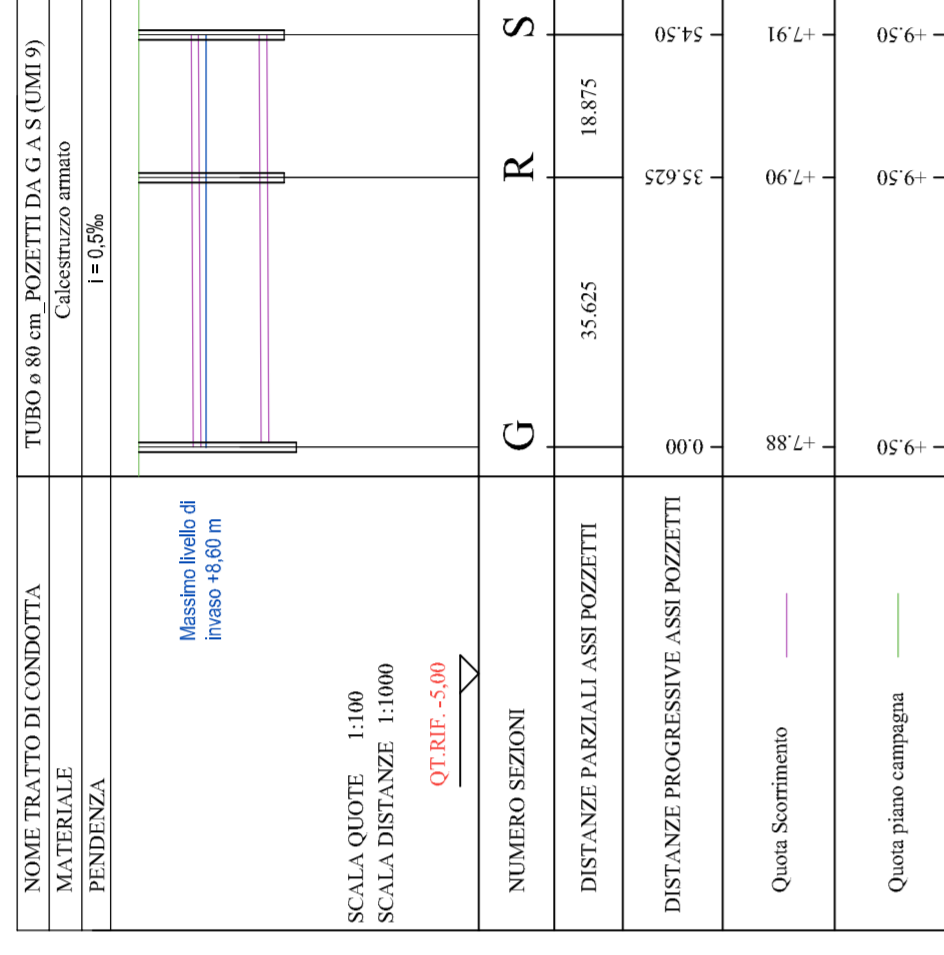 NOME TRATTO DI CONDOTTA
TUBO ø 80 cm_POZETTI DA G A S (UMI 9)
MATERIALE
Calcestruzzo armato
PENDENZA
i = 0,5‰
Massimo livello di
invaso +8,60 m
SCALA QUOTE 1:100
SCALA DISTANZE 1:1000
QT.RIF. -5,00
NUMERO SEZIONI
G R S
DISTANZE PARZIALI ASSI POZZETTI
35.625 18.875
DISTANZE PROGRESSIVE ASSI POZZETTI
0.00 35.625 54.50
Quota Scorrimento
+7.88 +7.90 +7.91
Quota piano campagna
+9.50 +9.50 +9.50